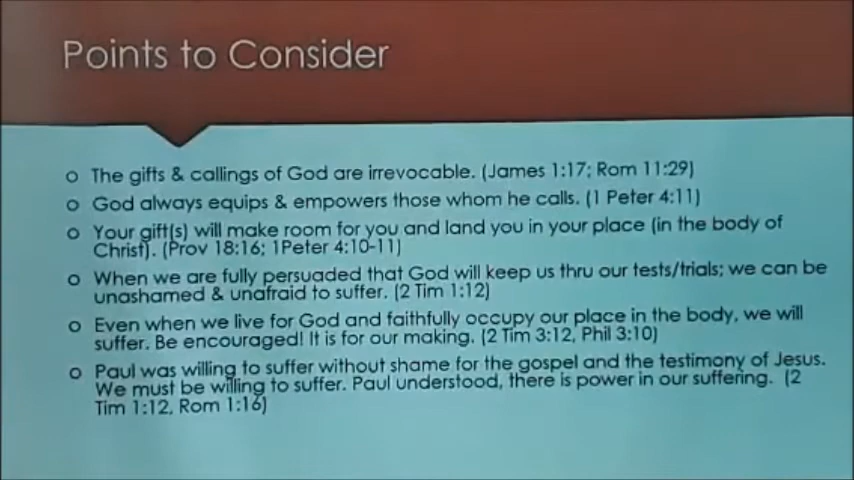 Points to Consider
The gifts & callings of God are irrevocable. (James 1:17; Rom 11:29)
God always equips & empowers those whom he calls. (1 Peter 4:11)
Your gift(s) will make room for you and land you in your place (in the body of
Christ). (Prov 18:16; 1Peter 4:10-11)
When we are fully persuaded that God will keep us thru our tests/trials; we can be
unashamed & unafraid to suffer. (2 Tim 1:12)
Even when we live for God and faithfully occupy our place in the body, we will
suffer. Be encouraged! It is for our making. (2 Tim 3:12, Phil 3:10)
Paul was willing to suffer without shame for the gospel and the testimony of Jesus.
We must be willing to suffer. Paul understood, there is power in our suffering. (2
Tim 1:12, Rom 1:16)